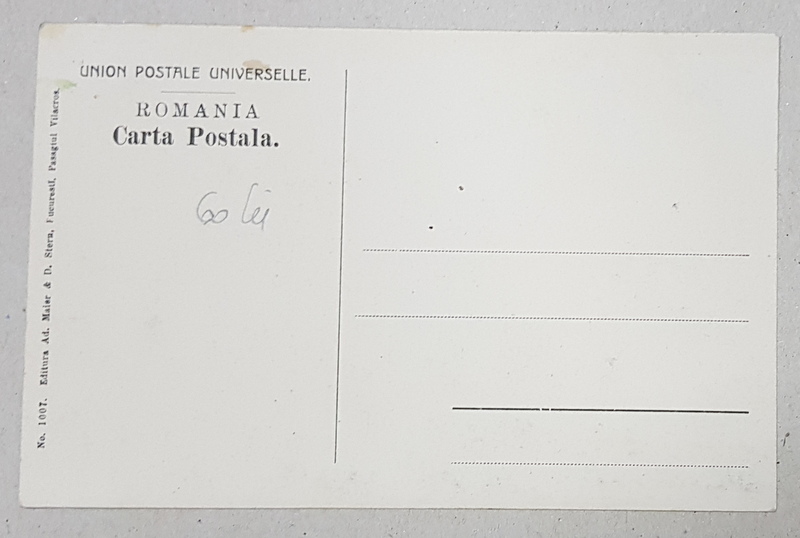 UNION POSTALE UNIVERSELLE.
ROMANIA
Carta Postala.
60 lei
No. 1007. Editura Ad. Maier & D. Stern, Bucuresti, Pasagiul Vilacros.